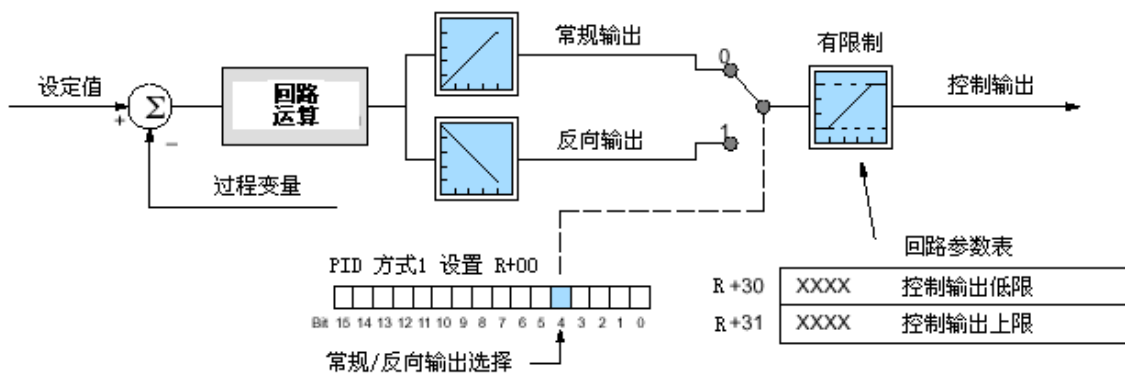 常规输出
0
有限制
设定值
Σ
回路
运算
控制输出
+
−
1
反向输出
过程变量
回路参数表
PID 方式1 设置 R+00
R +30 XXXX 控制输出低限
R +31 XXXX 控制输出上限
Bit 15 14 13 12 11 10 9 8 7 6 5 4 3 2 1 0
常规/反向输出选择